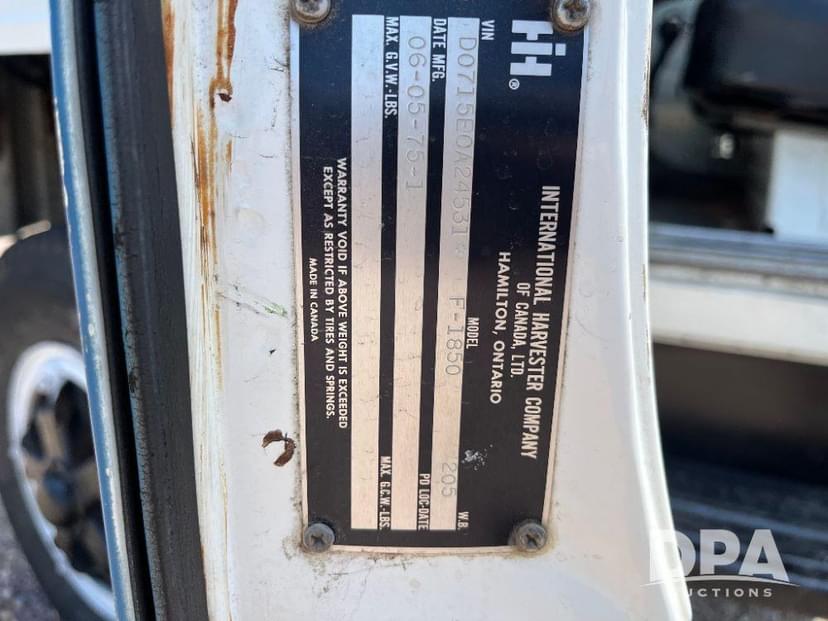 IH®
INTERNATIONAL HARVESTER COMPANY
OF CANADA, LTD.
HAMILTON, ONTARIO
VIN MODEL W.B.
D0715E0A24531* F-1850 205
DATE MFG. PD LOC-DATE
06-05-75-1
MAX. G.V.W.-LBS. MAX. G.C.W.-LBS.
WARRANTY VOID IF ABOVE WEIGHT IS EXCEEDED
EXCEPT AS RESTRICTED BY TIRES AND SPRINGS.
MADE IN CANADA
DPA
AUCTIONS